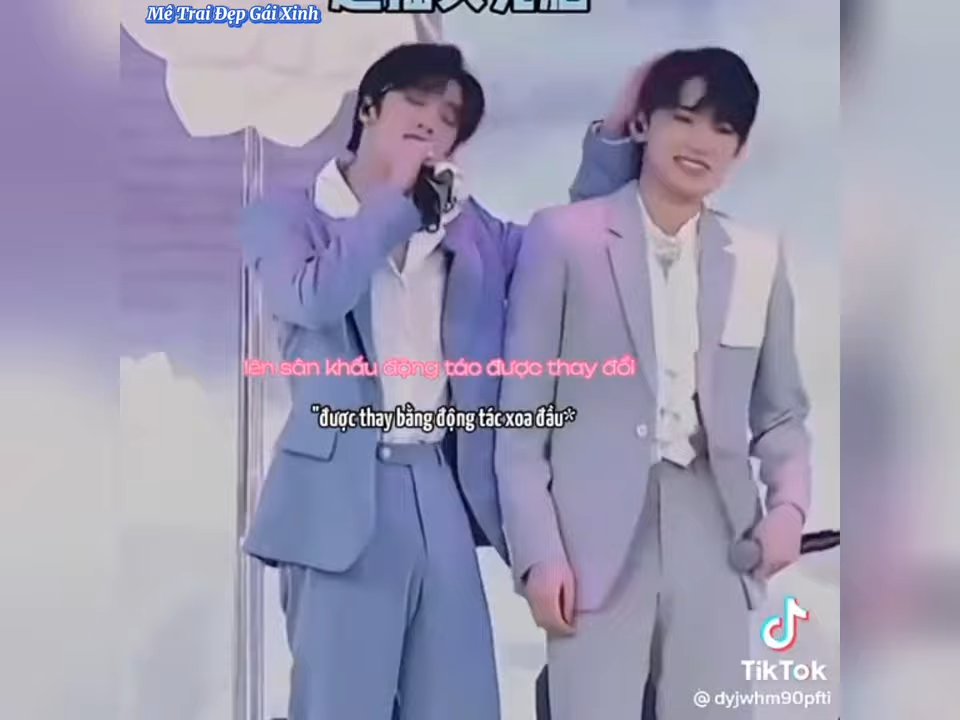 Mê Trai Đẹp Gái Xinh
lên sân khấu động táo được thay đổi
"được thay bằng động tác xoa đầu*
TikTok
@dyjwhm90pfti